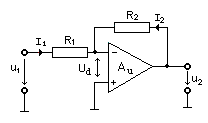 R₂ I₂
I₁ R₁
u₁ U_d − A_u u₂
+